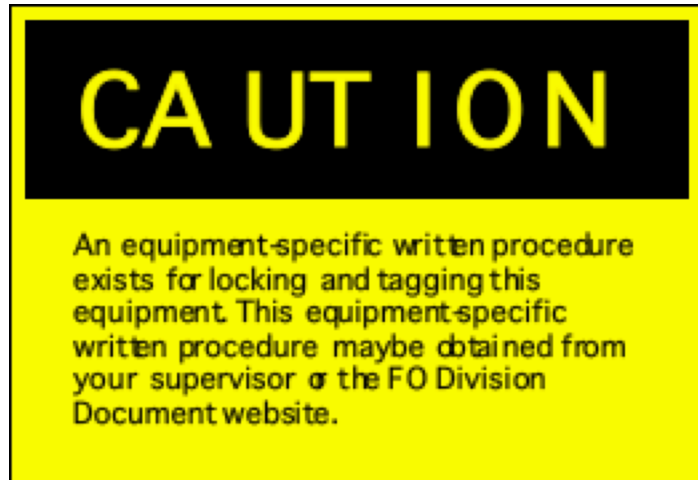 CAUTION
An equipment-specific written procedure
exists for locking and tagging this
equipment. This equipment-specific
written procedure maybe obtained from
your supervisor or the FO Division
Document website.